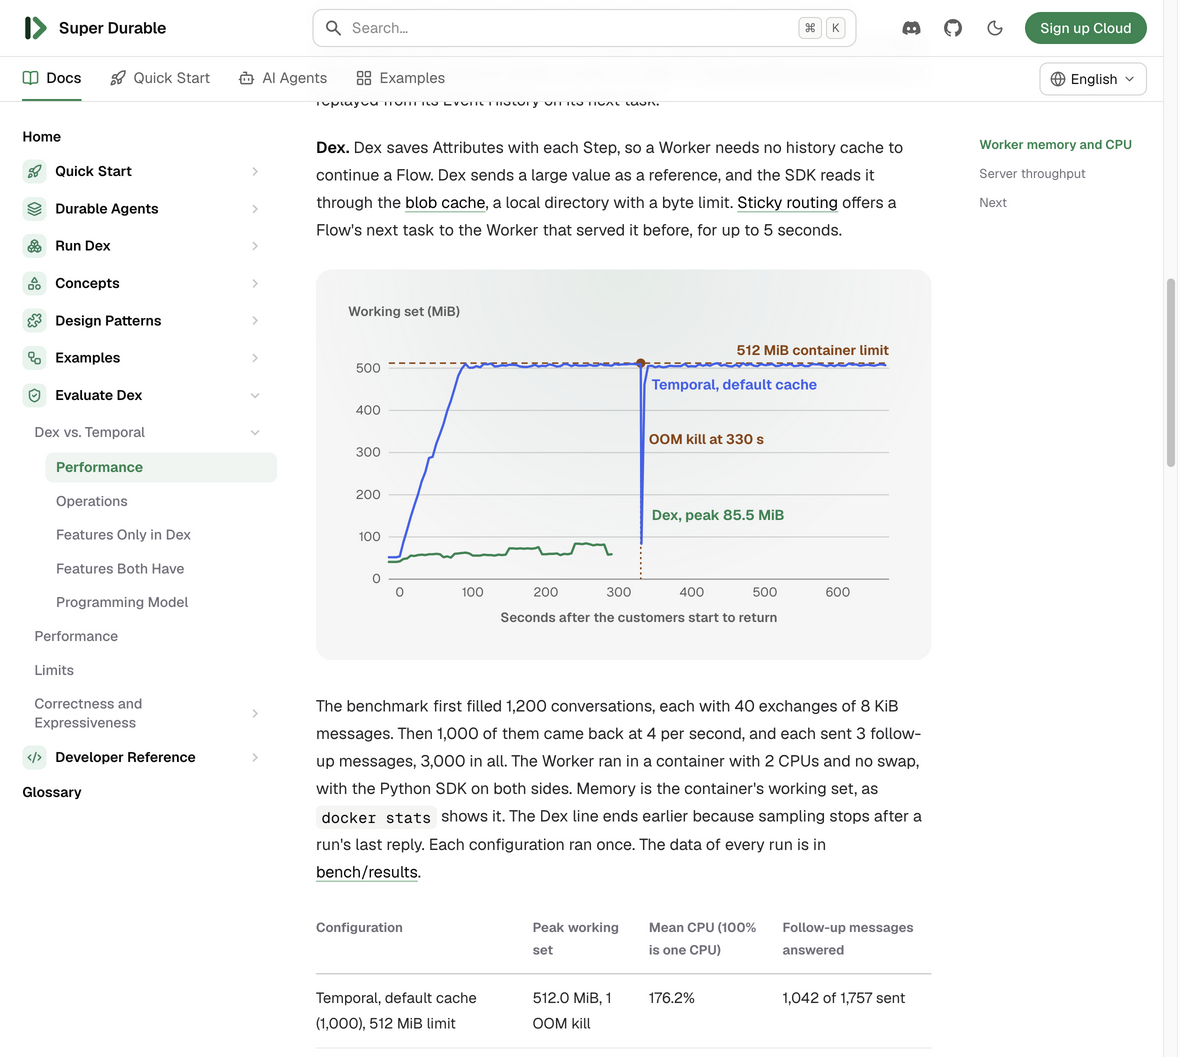 Super Durable
Search...
⌘ K
Sign up Cloud
Docs
Quick Start
AI Agents
Examples
English
Home
Quick Start
Durable Agents
Run Dex
Concepts
Design Patterns
Examples
Evaluate Dex
Dex vs. Temporal
Performance
Operations
Features Only in Dex
Features Both Have
Programming Model
Performance
Limits
Correctness and
Expressiveness
Developer Reference
Glossary
replayed from its Event History on its next task.
Dex. Dex saves Attributes with each Step, so a Worker needs no history cache to
continue a Flow. Dex sends a large value as a reference, and the SDK reads it
through the blob cache, a local directory with a byte limit. Sticky routing offers a
Flow's next task to the Worker that served it before, for up to 5 seconds.
Working set (MiB)
512 MiB container limit
500
Temporal, default cache
400
OOM kill at 330 s
300
200
Dex, peak 85.5 MiB
100
0
0 100 200 300 400 500 600
Seconds after the customers start to return
The benchmark first filled 1,200 conversations, each with 40 exchanges of 8 KiB
messages. Then 1,000 of them came back at 4 per second, and each sent 3 follow-
up messages, 3,000 in all. The Worker ran in a container with 2 CPUs and no swap,
with the Python SDK on both sides. Memory is the container's working set, as
docker stats shows it. The Dex line ends earlier because sampling stops after a
run's last reply. Each configuration ran once. The data of every run is in
bench/results.
Configuration
Peak working
set
Mean CPU (100%
is one CPU)
Follow-up messages
answered
Temporal, default cache
(1,000), 512 MiB limit
512.0 MiB, 1
OOM kill
176.2%
1,042 of 1,757 sent
Worker memory and CPU
Server throughput
Next